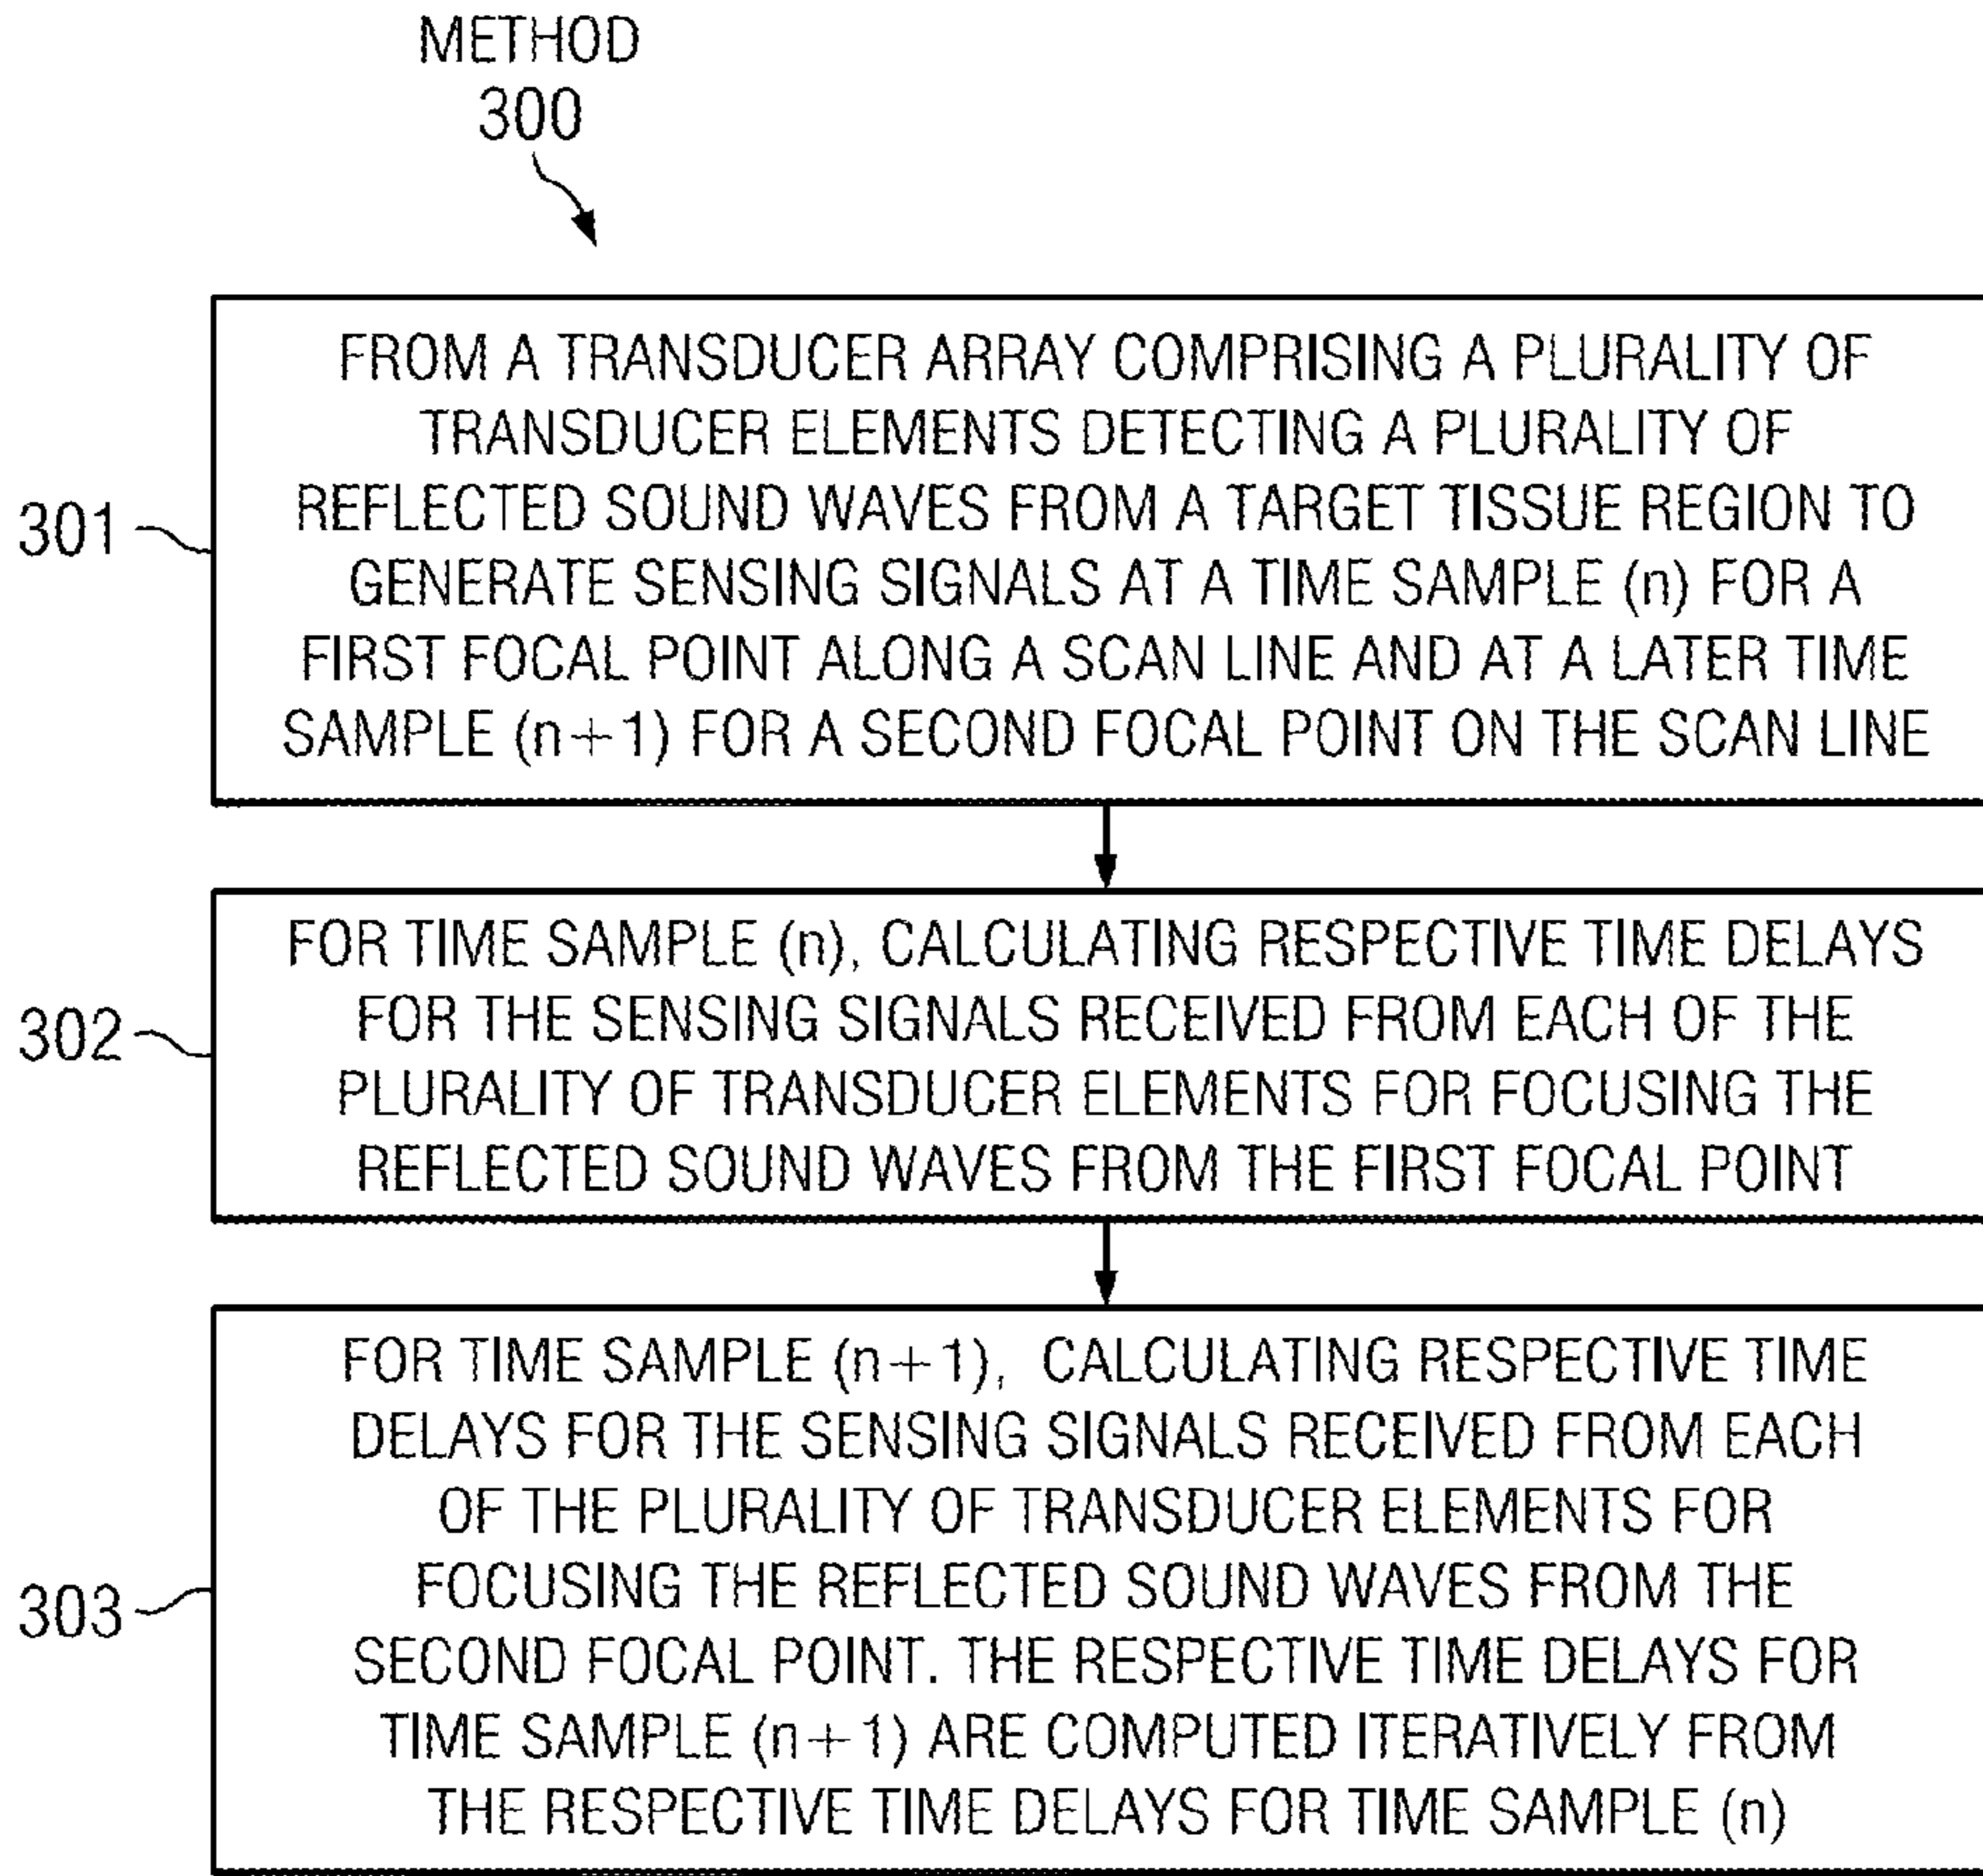 METHOD
300
301
FROM A TRANSDUCER ARRAY COMPRISING A PLURALITY OF
TRANSDUCER ELEMENTS DETECTING A PLURALITY OF
REFLECTED SOUND WAVES FROM A TARGET TISSUE REGION TO
GENERATE SENSING SIGNALS AT A TIME SAMPLE (n) FOR A
FIRST FOCAL POINT ALONG A SCAN LINE AND AT A LATER TIME
SAMPLE (n+1) FOR A SECOND FOCAL POINT ON THE SCAN LINE
302
FOR TIME SAMPLE (n), CALCULATING RESPECTIVE TIME DELAYS
FOR THE SENSING SIGNALS RECEIVED FROM EACH OF THE
PLURALITY OF TRANSDUCER ELEMENTS FOR FOCUSING THE
REFLECTED SOUND WAVES FROM THE FIRST FOCAL POINT
303
FOR TIME SAMPLE (n+1), CALCULATING RESPECTIVE TIME
DELAYS FOR THE SENSING SIGNALS RECEIVED FROM EACH
OF THE PLURALITY OF TRANSDUCER ELEMENTS FOR
FOCUSING THE REFLECTED SOUND WAVES FROM THE
SECOND FOCAL POINT. THE RESPECTIVE TIME DELAYS FOR
TIME SAMPLE (n+1) ARE COMPUTED ITERATIVELY FROM
THE RESPECTIVE TIME DELAYS FOR TIME SAMPLE (n)